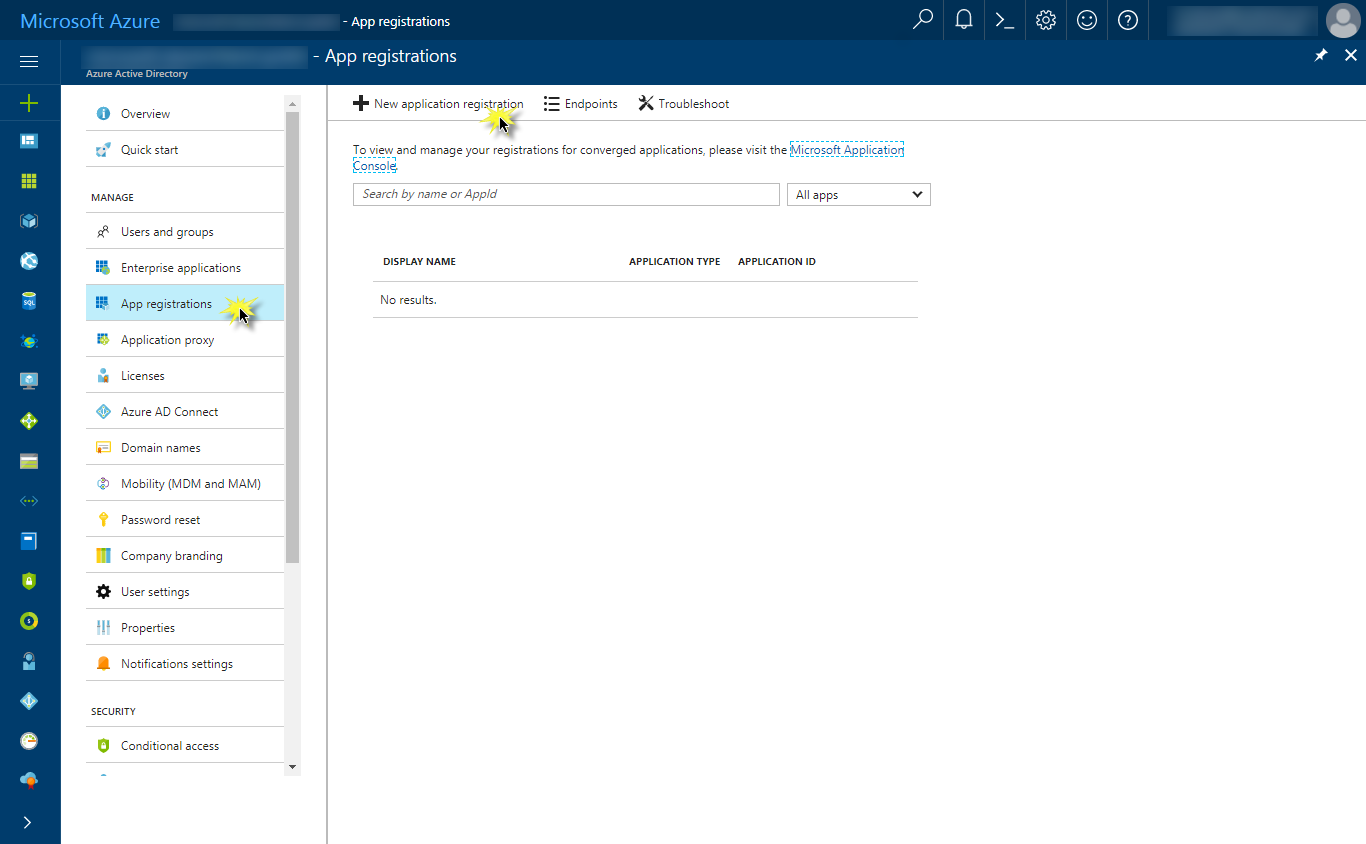 Microsoft Azure - App registrations
- App registrations
Azure Active Directory
Overview
Quick start
MANAGE
Users and groups
Enterprise applications
App registrations
Application proxy
Licenses
Azure AD Connect
Domain names
Mobility (MDM and MAM)
Password reset
Company branding
User settings
Properties
Notifications settings
SECURITY
Conditional access
New application registration Endpoints Troubleshoot
To view and manage your registrations for converged applications, please visit the Microsoft Application
Console.
Search by name or AppId All apps
DISPLAY NAME APPLICATION TYPE APPLICATION ID
No results.